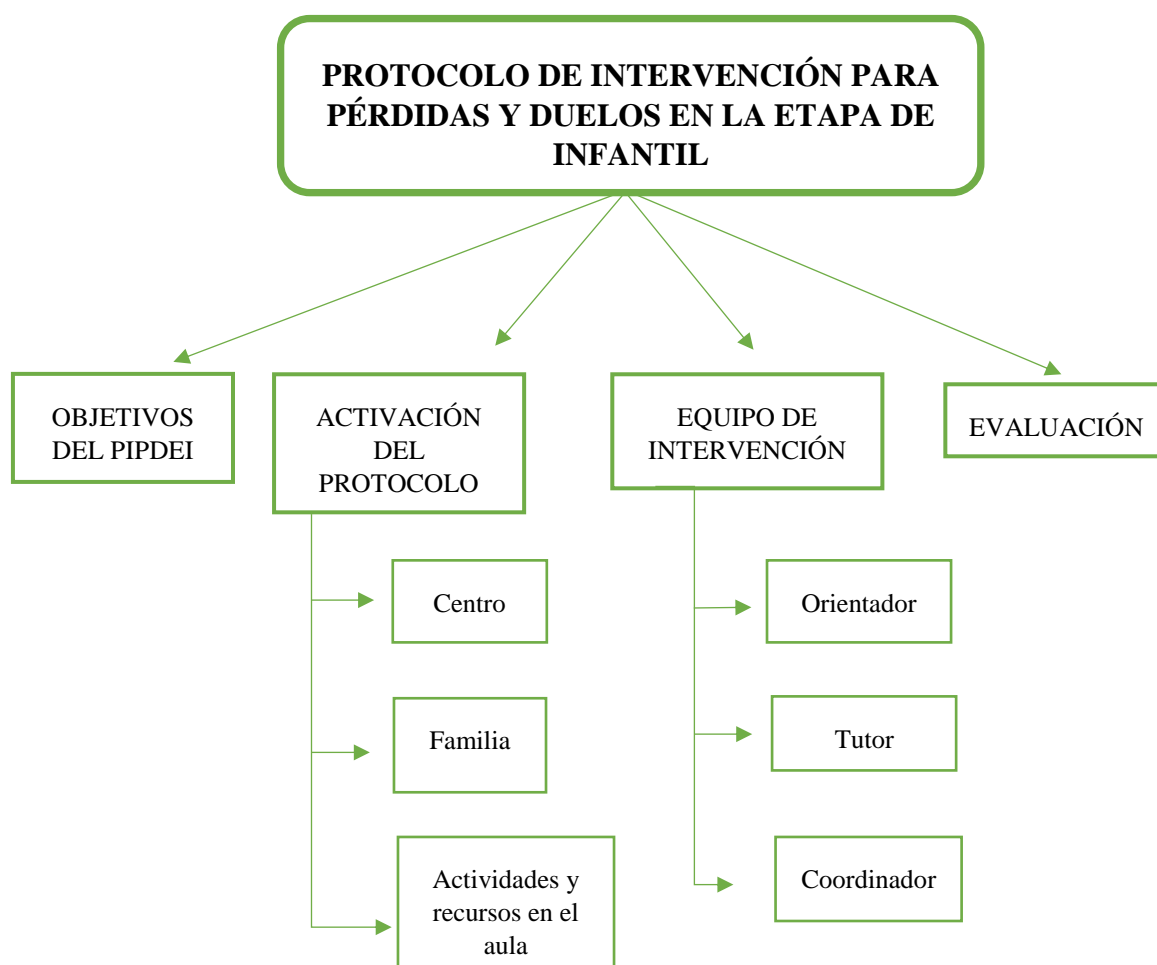 PROTOCOLO DE INTERVENCIÓN PARA
PÉRDIDAS Y DUELOS EN LA ETAPA DE
INFANTIL
OBJETIVOS
DEL PIPDEI
ACTIVACIÓN
DEL
PROTOCOLO
EQUIPO DE
INTERVENCIÓN
EVALUACIÓN
Centro
Familia
Actividades y
recursos en el
aula
Orientador
Tutor
Coordinador